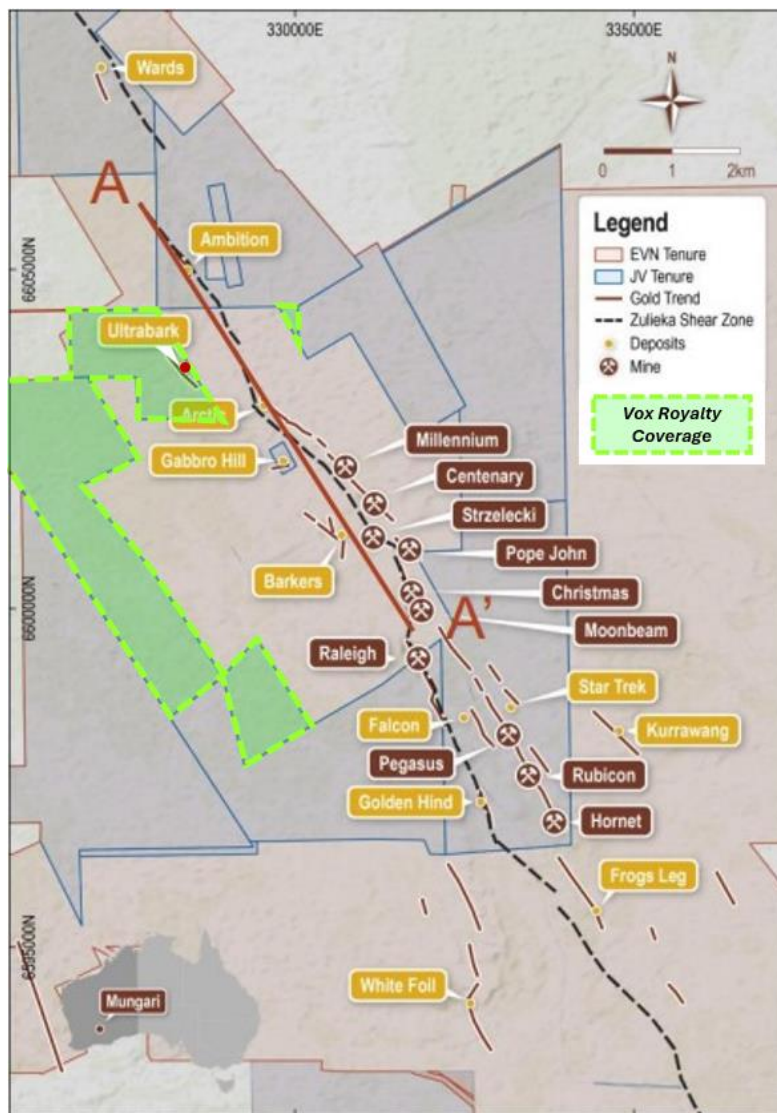 330000E
335000E
Wards
N
0 1 2km
A
Legend
EVN Tenure
JV Tenure
Gold Trend
Zulieka Shear Zone
Deposits
Mine
Vox Royalty
Coverage
Ambition
6605000N
Ultrabark
Arctic
Millennium
Gabbro Hill
Centenary
Strzelecki
Pope John
Barkers
Christmas
6600000N
A'
Moonbeam
Raleigh
Star Trek
Falcon
Kurrawang
Pegasus
Rubicon
Golden Hind
Hornet
Frogs Leg
6595000N
White Foil
Mungari